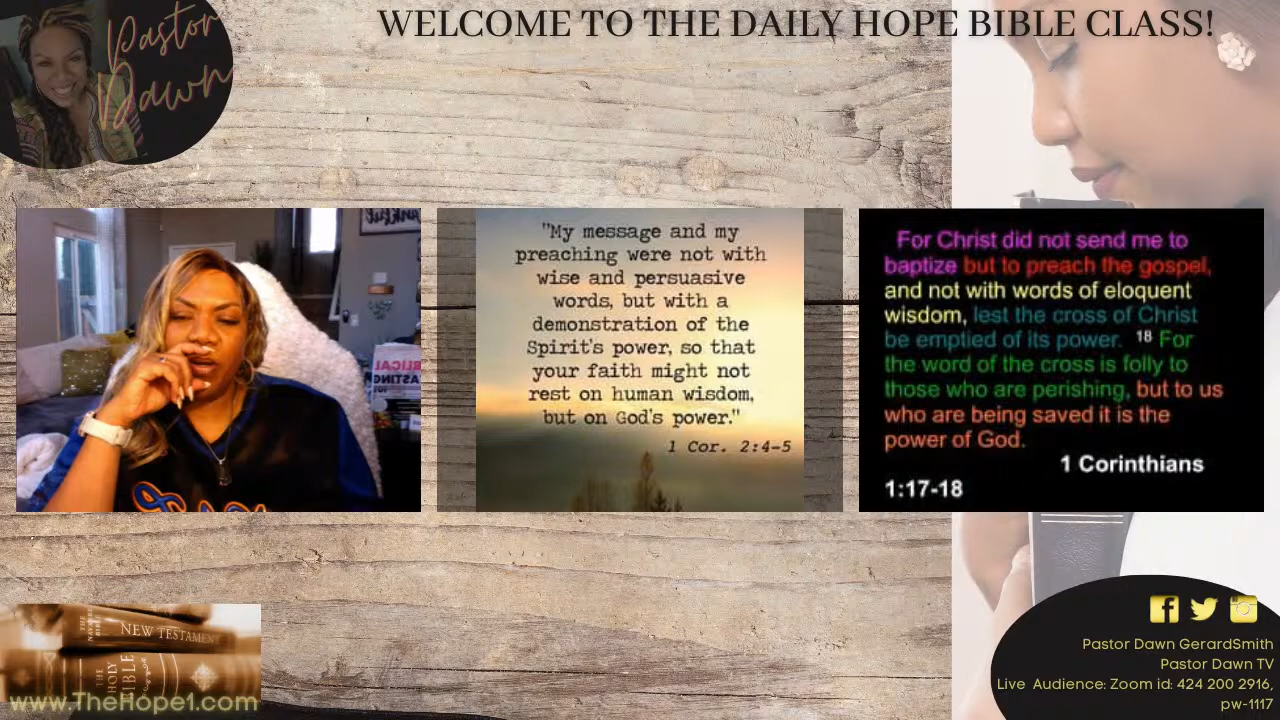 WELCOME TO THE DAILY HOPE BIBLE CLASS!
Pastor
Dawn
"My message and my
preaching were not with
wise and persuasive
words, but with a
demonstration of the
Spirit's power, so that
your faith might not
rest on human wisdom,
but on God's power."
1 Cor. 2:4-5
For Christ did not send me to
baptize but to preach the gospel,
and not with words of eloquent
wisdom, lest the cross of Christ
be emptied of its power. 18 For
the word of the cross is folly to
those who are perishing, but to us
who are being saved it is the
power of God.
1 Corinthians
1:17-18
NEW TESTAMENT
THE
HOLY
BIBLE
www.TheHope1.com
Pastor Dawn GerardSmith
Pastor Dawn TV
Live Audience: Zoom id: 424 200 2916,
pw-1117